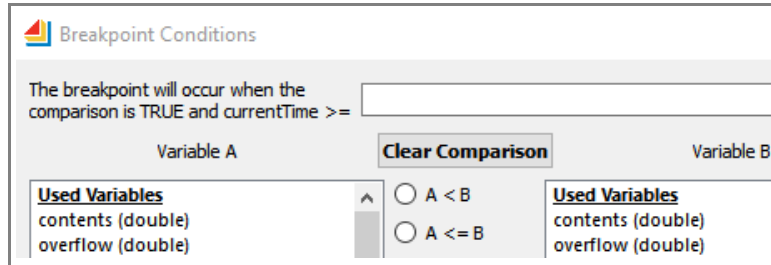 Breakpoint Conditions
The breakpoint will occur when the
comparison is TRUE and currentTime >=
Variable A
Clear Comparison
Variable B
Used Variables
contents (double)
overflow (double)
A < B
A <= B
Used Variables
contents (double)
overflow (double)